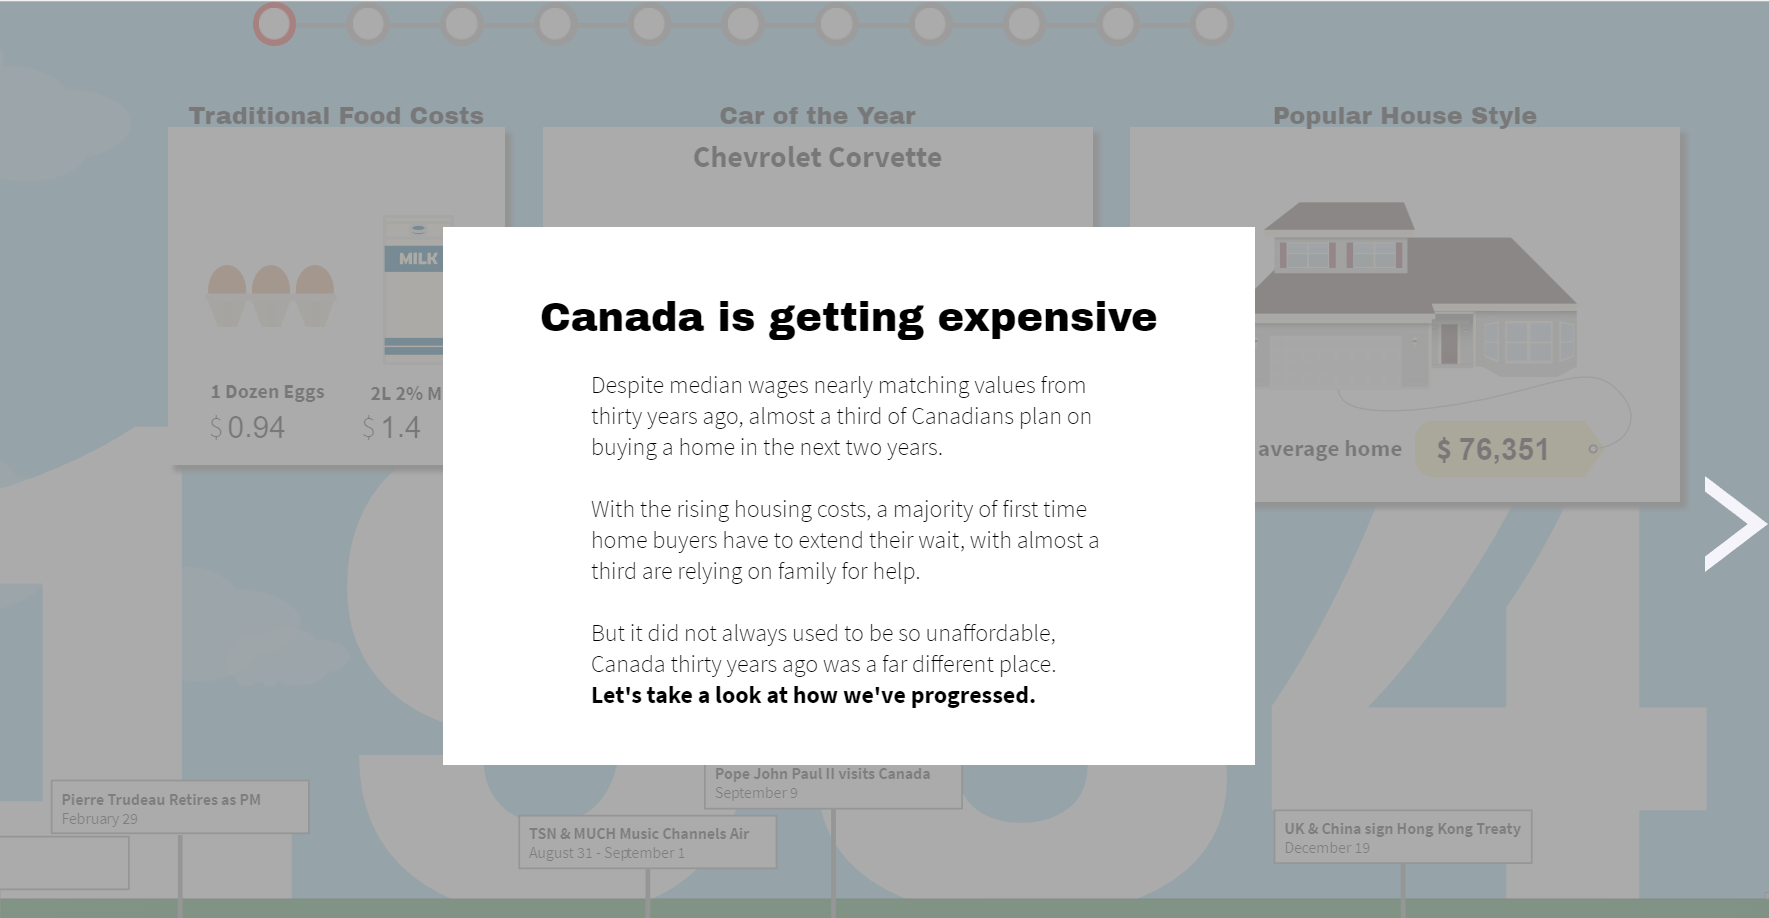 Traditional Food Costs
Car of the Year
Popular House Style
Chevrolet Corvette
MILK
1 Dozen Eggs
$ 0.94
2L 2% M
$ 1.4
average home
$ 76,351
Canada is getting expensive
Despite median wages nearly matching values from
thirty years ago, almost a third of Canadians plan on
buying a home in the next two years.
With the rising housing costs, a majority of first time
home buyers have to extend their wait, with almost a
third are relying on family for help.
But it did not always used to be so unaffordable,
Canada thirty years ago was a far different place.
Let's take a look at how we've progressed.
1984
Pierre Trudeau Retires as PM
February 29
TSN & MUCH Music Channels Air
August 31 - September 1
Pope John Paul II visits Canada
September 9
UK & China sign Hong Kong Treaty
December 19